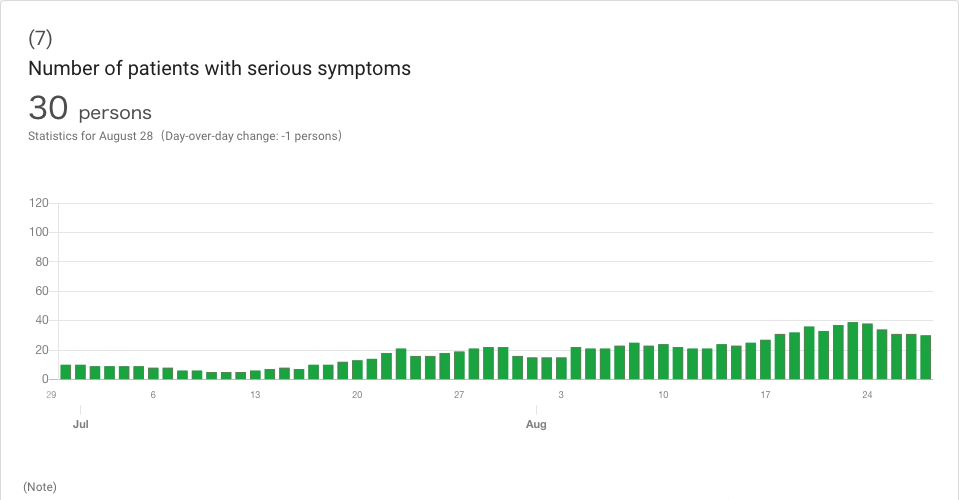 (7)
Number of patients with serious symptoms
30 persons
Statistics for August 28（Day-over-day change: -1 persons）
120
100
80
60
40
20
0
29 6 13 20 27 3 10 17 24
Jul Aug
(Note)